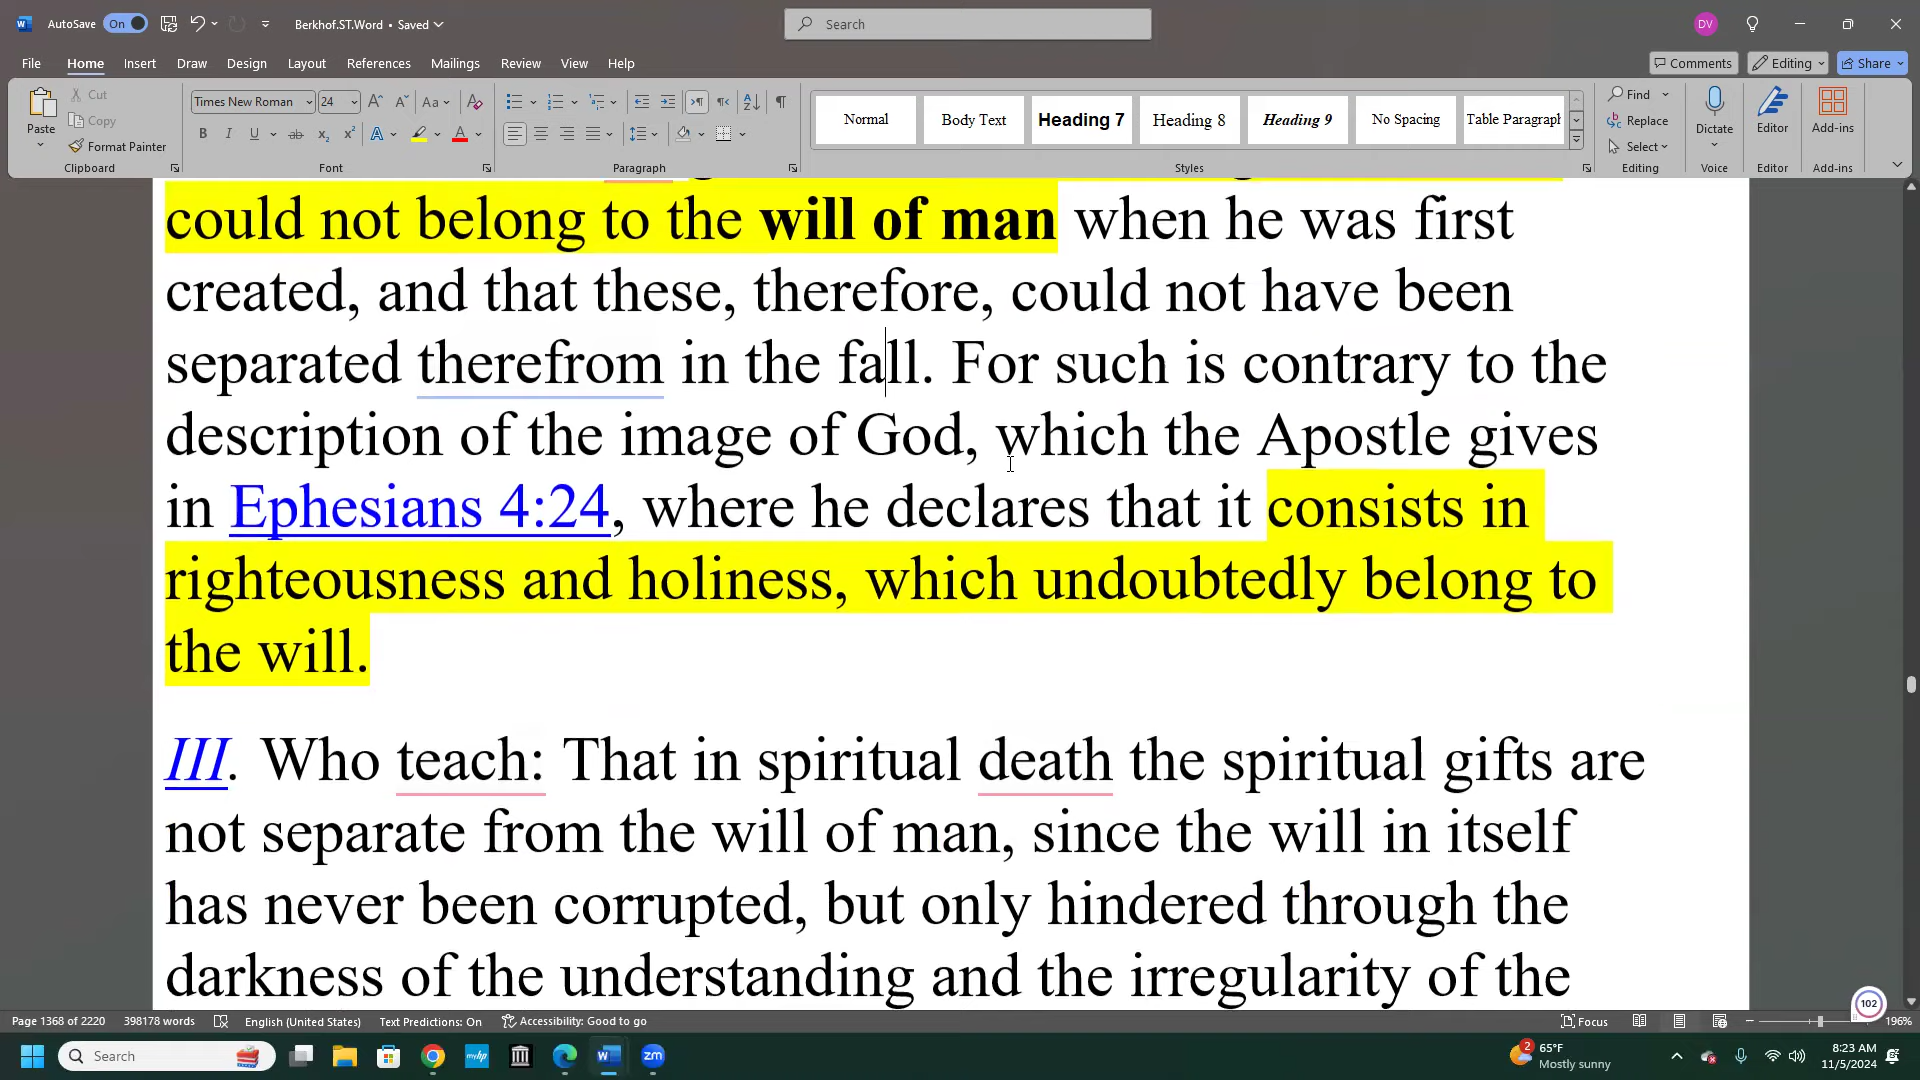 AutoSave On Berkhof.ST.Word • Saved Search DV
File Home Insert Draw Design Layout References Mailings Review View Help Comments Editing Share
Paste Cut Copy Format Painter Clipboard
Times New Roman 24 Aa Font
Paragraph
Normal Body Text Heading 7 Heading 8 Heading 9 No Spacing Table Paragraph Styles
Find Replace Select Editing
Dictate Voice Editor Editor Add-ins Add-ins
could not belong to the will of man when he was first
created, and that these, therefore, could not have been
separated therefrom in the fall. For such is contrary to the
description of the image of God, which the Apostle gives
in Ephesians 4:24, where he declares that it consists in
righteousness and holiness, which undoubtedly belong to
the will.
III. Who teach: That in spiritual death the spiritual gifts are
not separate from the will of man, since the will in itself
has never been corrupted, but only hindered through the
darkness of the understanding and the irregularity of the
102
Page 1368 of 2220 398178 words English (United States) Text Predictions: On Accessibility: Good to go Focus 196%
Search 2 65°F Mostly sunny 8:23 AM 11/5/2024